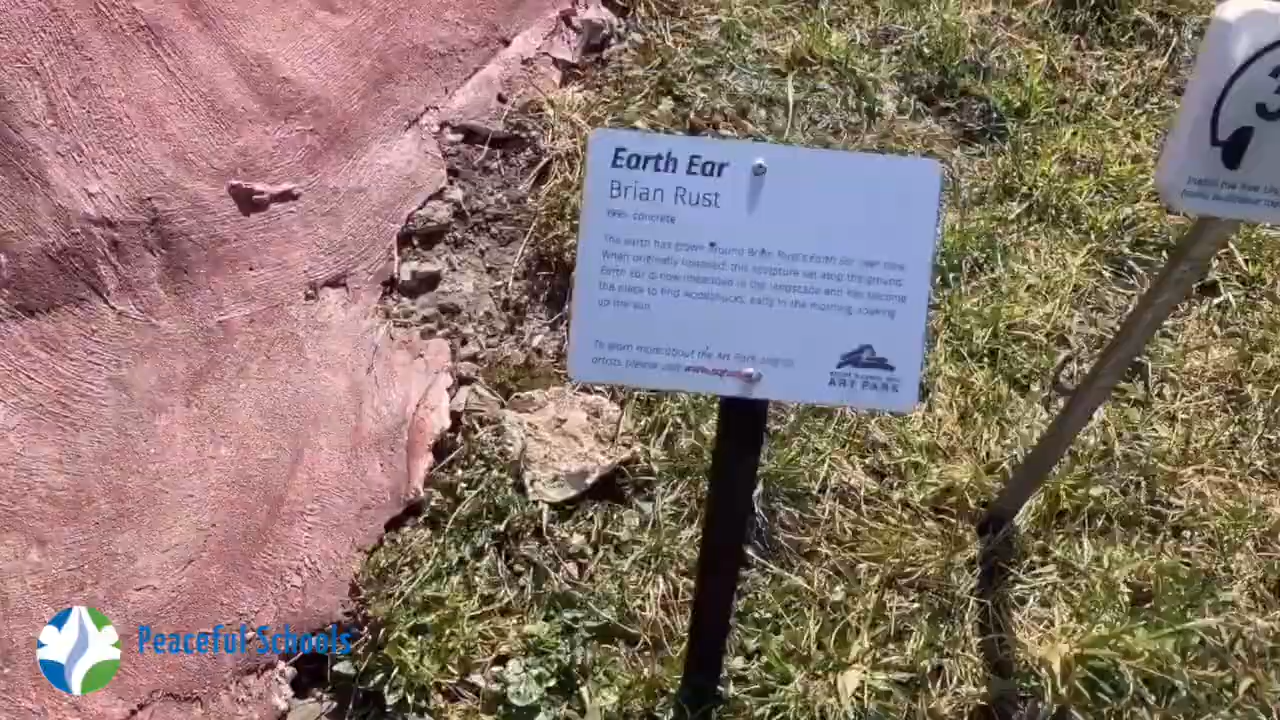 Earth Ear
Brian Rust
concrete
The earth has grown around Brian Rust's Earth Ear over time.
When originally installed, this sculpture sat atop the ground.
Earth Ear is now imbedded in the landscape and has become
the place to find woodchucks, early in the morning, soaking
up the sun.
To learn more about the Art Park and its
artists, please visit
ART PARK
3
Peaceful Schools